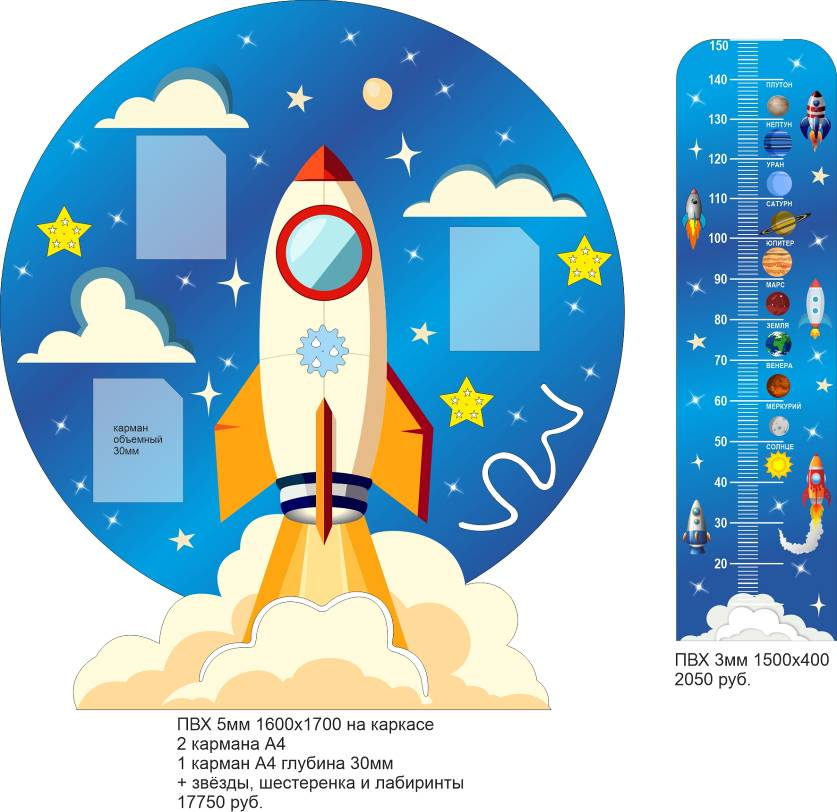 карман
объемный
30мм
ПВХ 5мм 1600х1700 на каркасе
2 кармана А4
1 карман А4 глубина 30мм
+ звёзды, шестеренка и лабиринты
17750 руб.
150
140
ПЛУТОН
130
НЕПТУН
120
УРАН
110
САТУРН
100
ЮПИТЕР
90
МАРС
80
ЗЕМЛЯ
70
ВЕНЕРА
60
МЕРКУРИЙ
50
СОЛНЦЕ
40
30
20
ПВХ 3мм 1500х400
2050 руб.